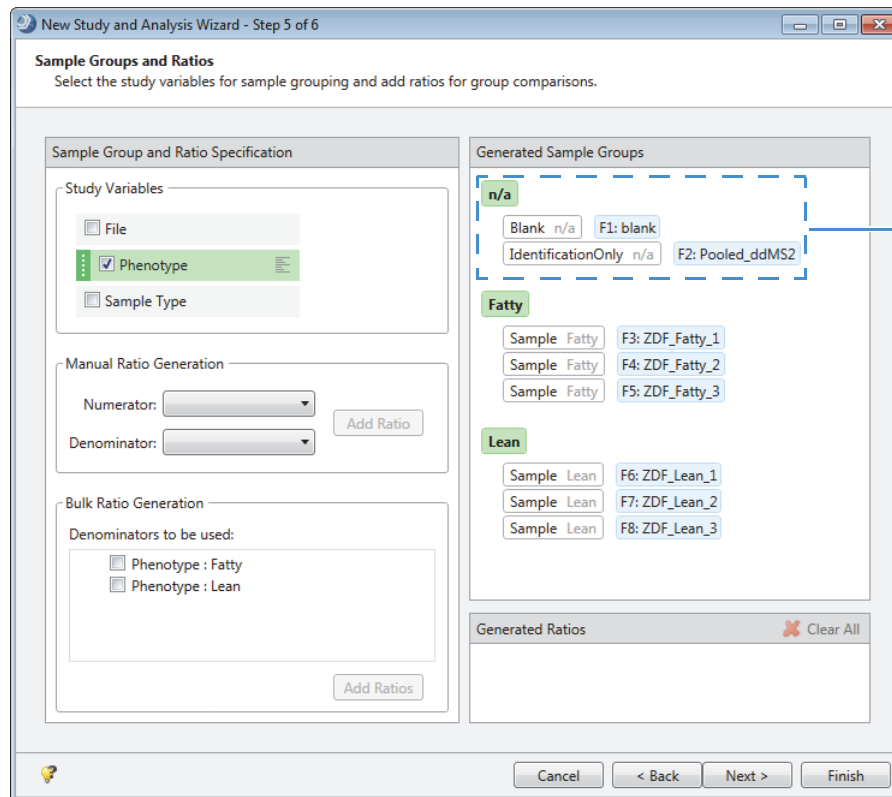 New Study and Analysis Wizard - Step 5 of 6
Sample Groups and Ratios
Select the study variables for sample grouping and add ratios for group comparisons.
Sample Group and Ratio Specification
Study Variables
File
Phenotype
Sample Type
Manual Ratio Generation
Numerator:
Denominator:
Add Ratio
Bulk Ratio Generation
Denominators to be used:
Phenotype : Fatty
Phenotype : Lean
Add Ratios
Generated Sample Groups
n/a
Blank n/a F1: blank
IdentificationOnly n/a F2: Pooled_ddMS2
Fatty
Sample Fatty F3: ZDF_Fatty_1
Sample Fatty F4: ZDF_Fatty_2
Sample Fatty F5: ZDF_Fatty_3
Lean
Sample Lean F6: ZDF_Lean_1
Sample Lean F7: ZDF_Lean_2
Sample Lean F8: ZDF_Lean_3
Generated Ratios Clear All
Cancel < Back Next > Finish